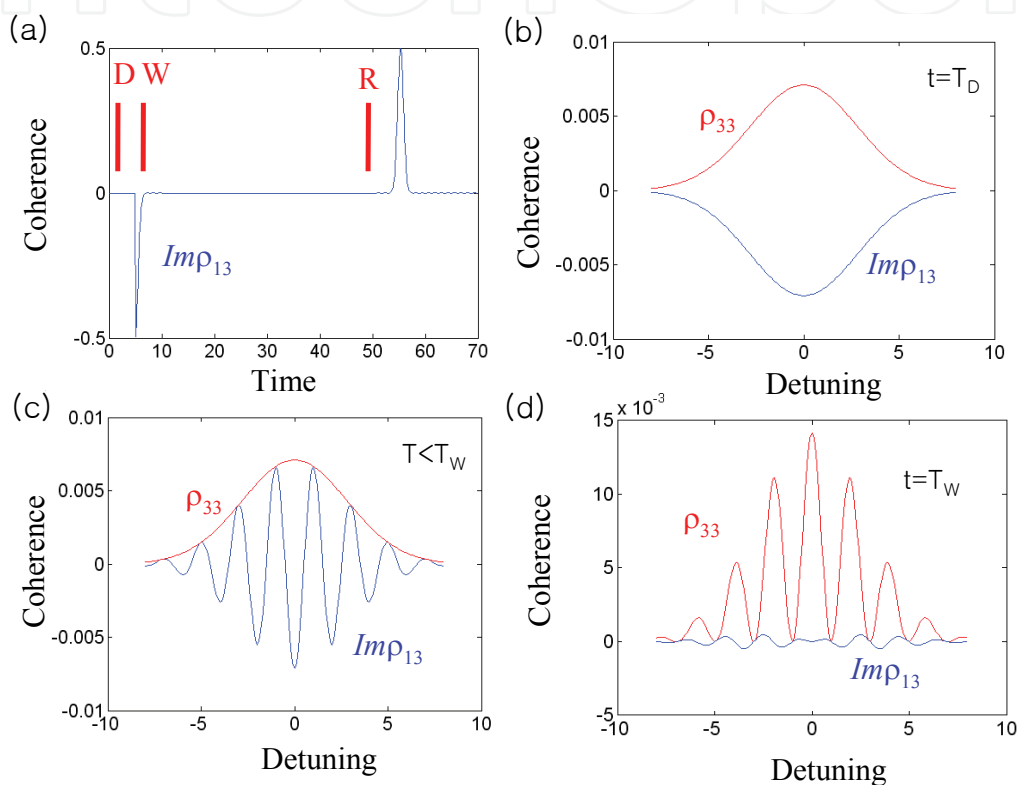 (a)
0.5
D W
R
0
Coherence
Imρ13
-0.5
0 10 20 30 40 50 60 70
Time
(b)
0.01
t=TD
0.005
ρ33
0
Coherence
-0.005
Imρ13
-0.01
-10 -5 0 5 10
Detuning
(c)
0.01
T<TW
0.005
ρ33
0
Coherence
-0.005
Imρ13
-0.01
-10 -5 0 5 10
Detuning
(d)
x 10-3
15
t=TW
10
ρ33
5
Coherence
0
Imρ13
-5
-10 -5 0 5 10
Detuning